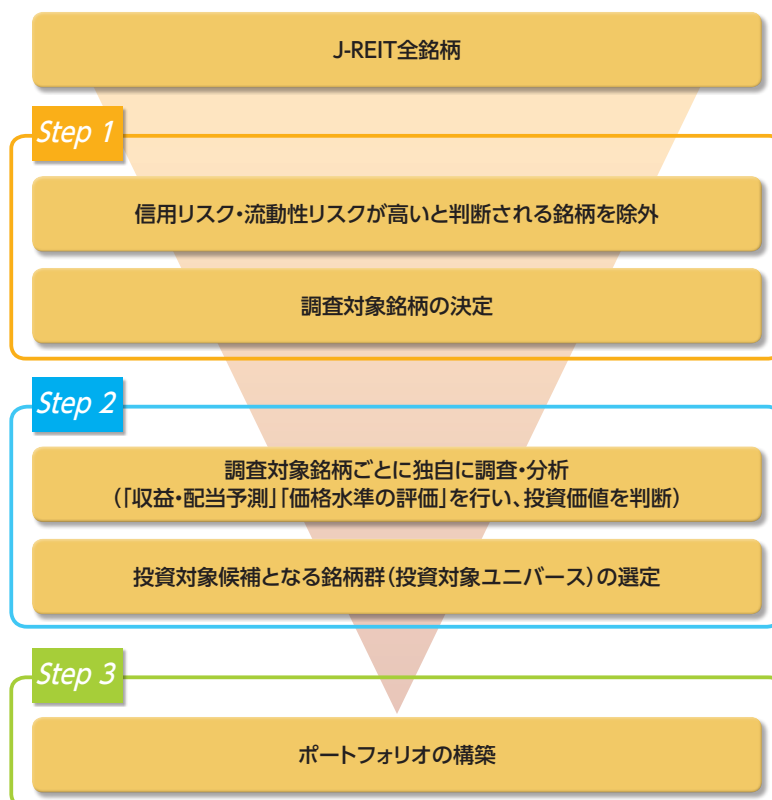 J-REIT全銘柄
Step 1
信用リスク・流動性リスクが高いと判断される銘柄を除外
調査対象銘柄の決定
Step 2
調査対象銘柄ごとに独自に調査・分析
(「収益・配当予測」「価格水準の評価」を行い、投資価値を判断)
投資対象候補となる銘柄群(投資対象ユニバース)の選定
Step 3
ポートフォリオの構築